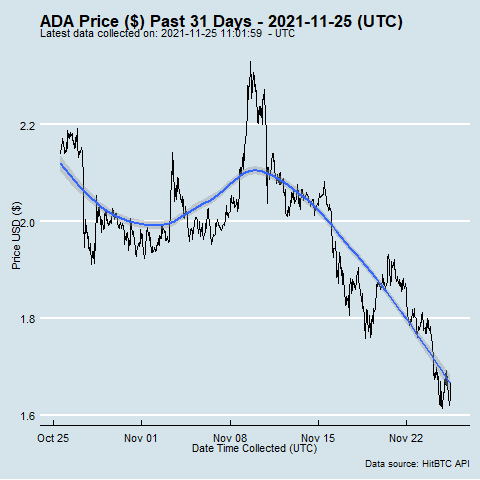 ADA Price ($) Past 31 Days - 2021-11-25 (UTC)
Latest data collected on: 2021-11-25 11:01:59 - UTC
2.2
2.0
1.8
1.6
Price USD ($)
Oct 25 Nov 01 Nov 08 Nov 15 Nov 22
Date Time Collected (UTC)
Data source: HitBTC API